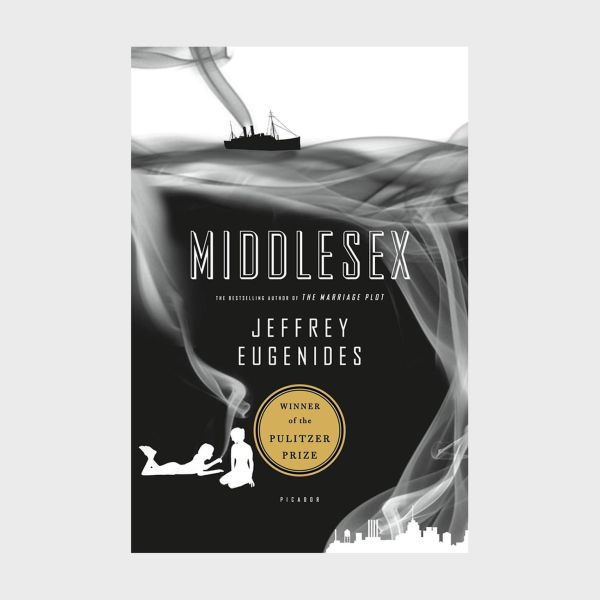 MIDDLESEX
THE BESTSELLING AUTHOR OF THE MARRIAGE PLOT
JEFFREY
EUGENIDES
WINNER
of the
PULITZER
PRIZE
PICADOR